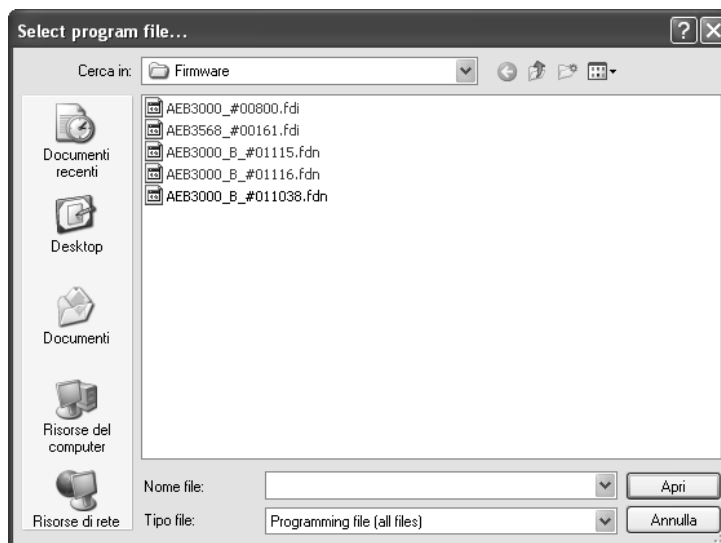 Select program file...
Cerca in:
Firmware
AEB3000_#00800.fdi
AEB3568_#00161.fdi
AEB3000_B_#01115.fdn
AEB3000_B_#01116.fdn
AEB3000_B_#011038.fdn
Documenti
recenti
Desktop
Documenti
Risorse del
computer
Risorse di rete
Nome file:
Apri
Tipo file:
Programming file (all files)
Annulla